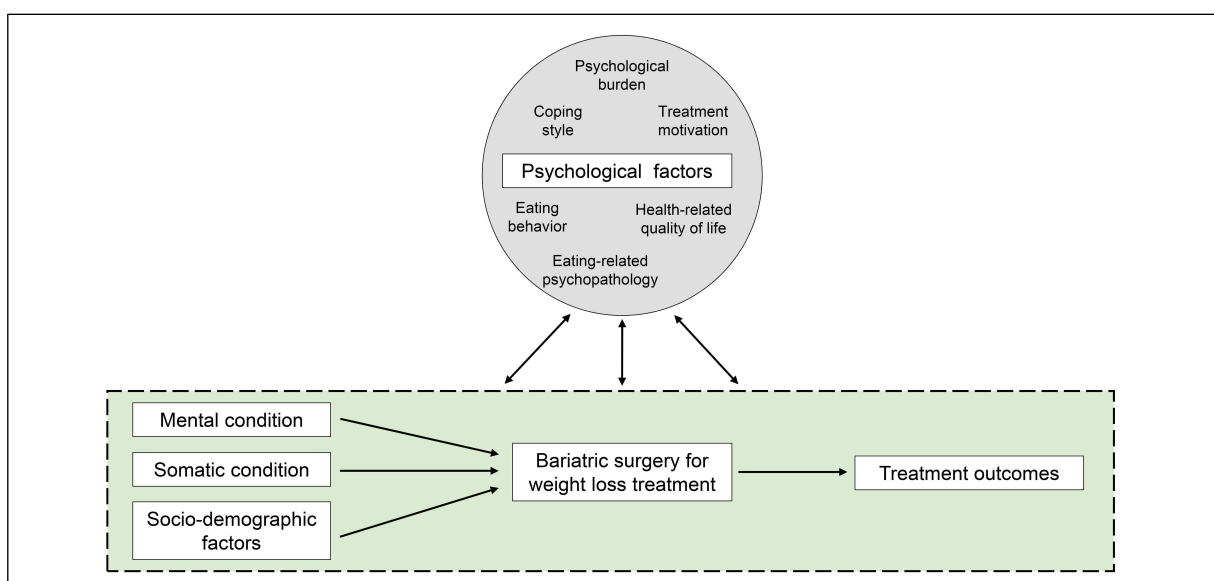 Psychological
burden
Coping
style
Treatment
motivation
Psychological factors
Eating
behavior
Health-related
quality of life
Eating-related
psychopathology
Mental condition
Somatic condition
Socio-demographic
factors
Bariatric surgery for
weight loss treatment
Treatment outcomes